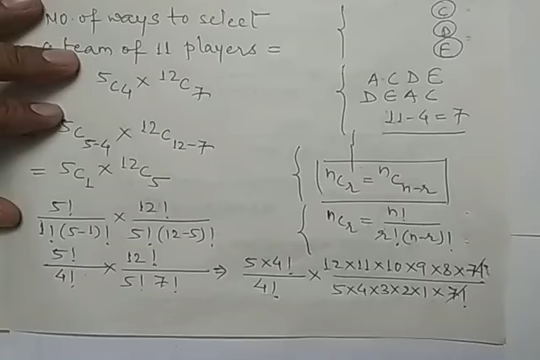 No. of ways to select
a team of 11 players =
⁵C₄ × ¹²C₇
⁵C₅₋₄ × ¹²C₁₂₋₇
= ⁵C₁ × ¹²C₅
5!/1!(5-1)! × 12!/5!(12-5)!
5!/4! × 12!/5! 7! ⇒ 5×4!/4! × 12×11×10×9×8×7!/5×4×3×2×1×7!
C
D
E
A C D E
D E A C
11-4 = 7
ⁿCᵣ = ⁿCₙ₋ᵣ
ⁿCᵣ = n!/r!(n-r)!